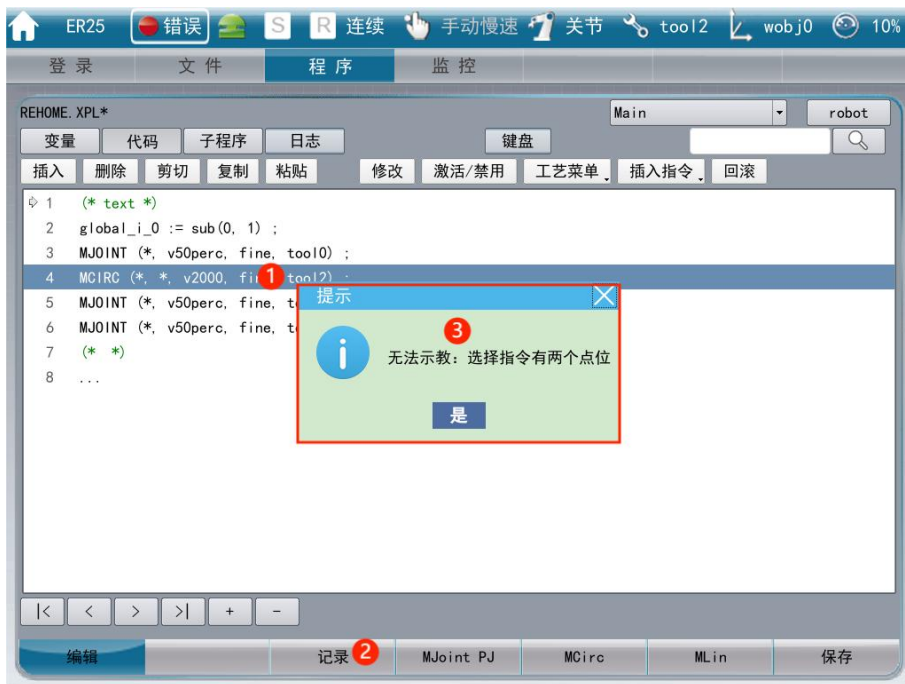 ER25 错误 S R 连续 手动慢速 关节 tool2 wobj0 10%
登 录 文 件 程 序 监 控
REHOME.XPL* Main robot
变量 代码 子程序 日志 键盘
插入 删除 剪切 复制 粘贴 修改 激活/禁用 工艺菜单 插入指令 回滚
1 (* text *)
2 global_i_0 := sub(0, 1) ;
3 MJOINT (*, v50perc, fine, tool0) ;
4 MCIRC (*, *, v2000, fi 1 tool2) ;
提示
5 MJOINT (*, v50perc, fine, t
3
6 MJOINT (*, v50perc, fine, t
i
7 (* *)
无法示教：选择指令有两个点位
8 ...
是
|< < > >| + -
编辑 记录 2 MJoint PJ MCirc MLin 保存